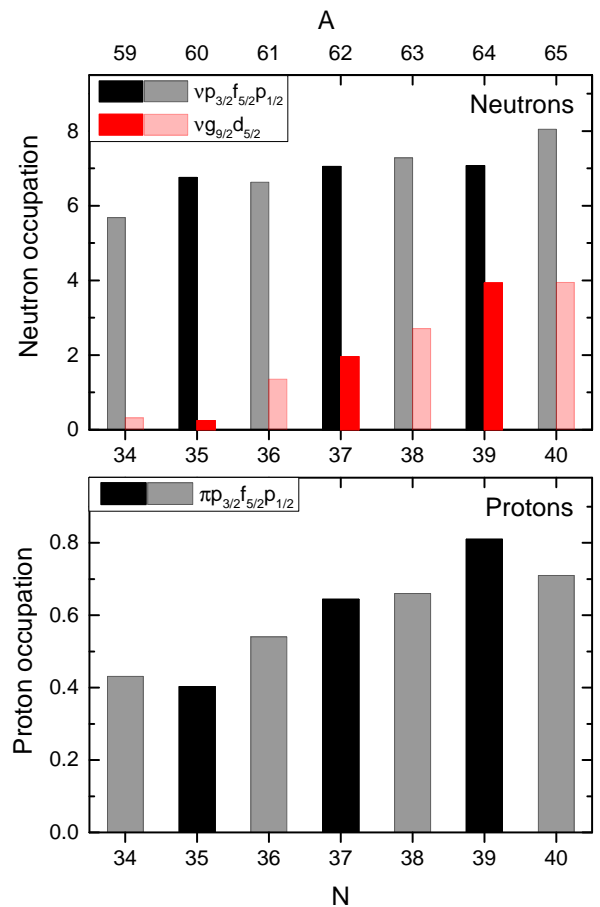 A
59 60 61 62 63 64 65
νp3/2f5/2p1/2
Neutrons
νg9/2d5/2
Neutron occupation
8
6
4
2
0
34 35 36 37 38 39 40
πp3/2f5/2p1/2
Protons
Proton occupation
0.8
0.6
0.4
0.2
0.0
34 35 36 37 38 39 40
N